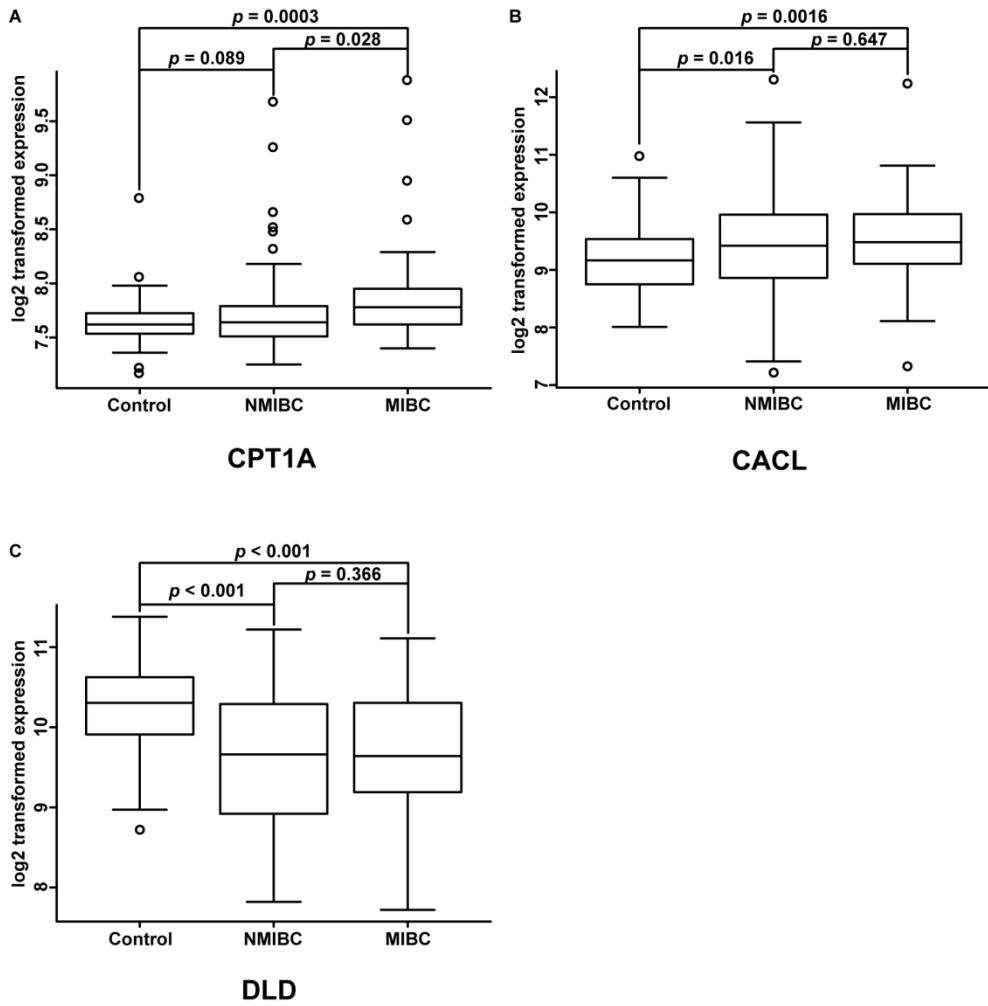 A
p = 0.0003
p = 0.028
p = 0.089
log2 transformed expression
9.5
9.0
8.5
8.0
7.5
Control
NMIBC
MIBC
CPT1A
B
p = 0.0016
p = 0.647
p = 0.016
log2 transformed expression
12
11
10
9
8
7
Control
NMIBC
MIBC
CACL
C
p < 0.001
p = 0.366
p < 0.001
log2 transformed expression
11
10
9
8
Control
NMIBC
MIBC
DLD